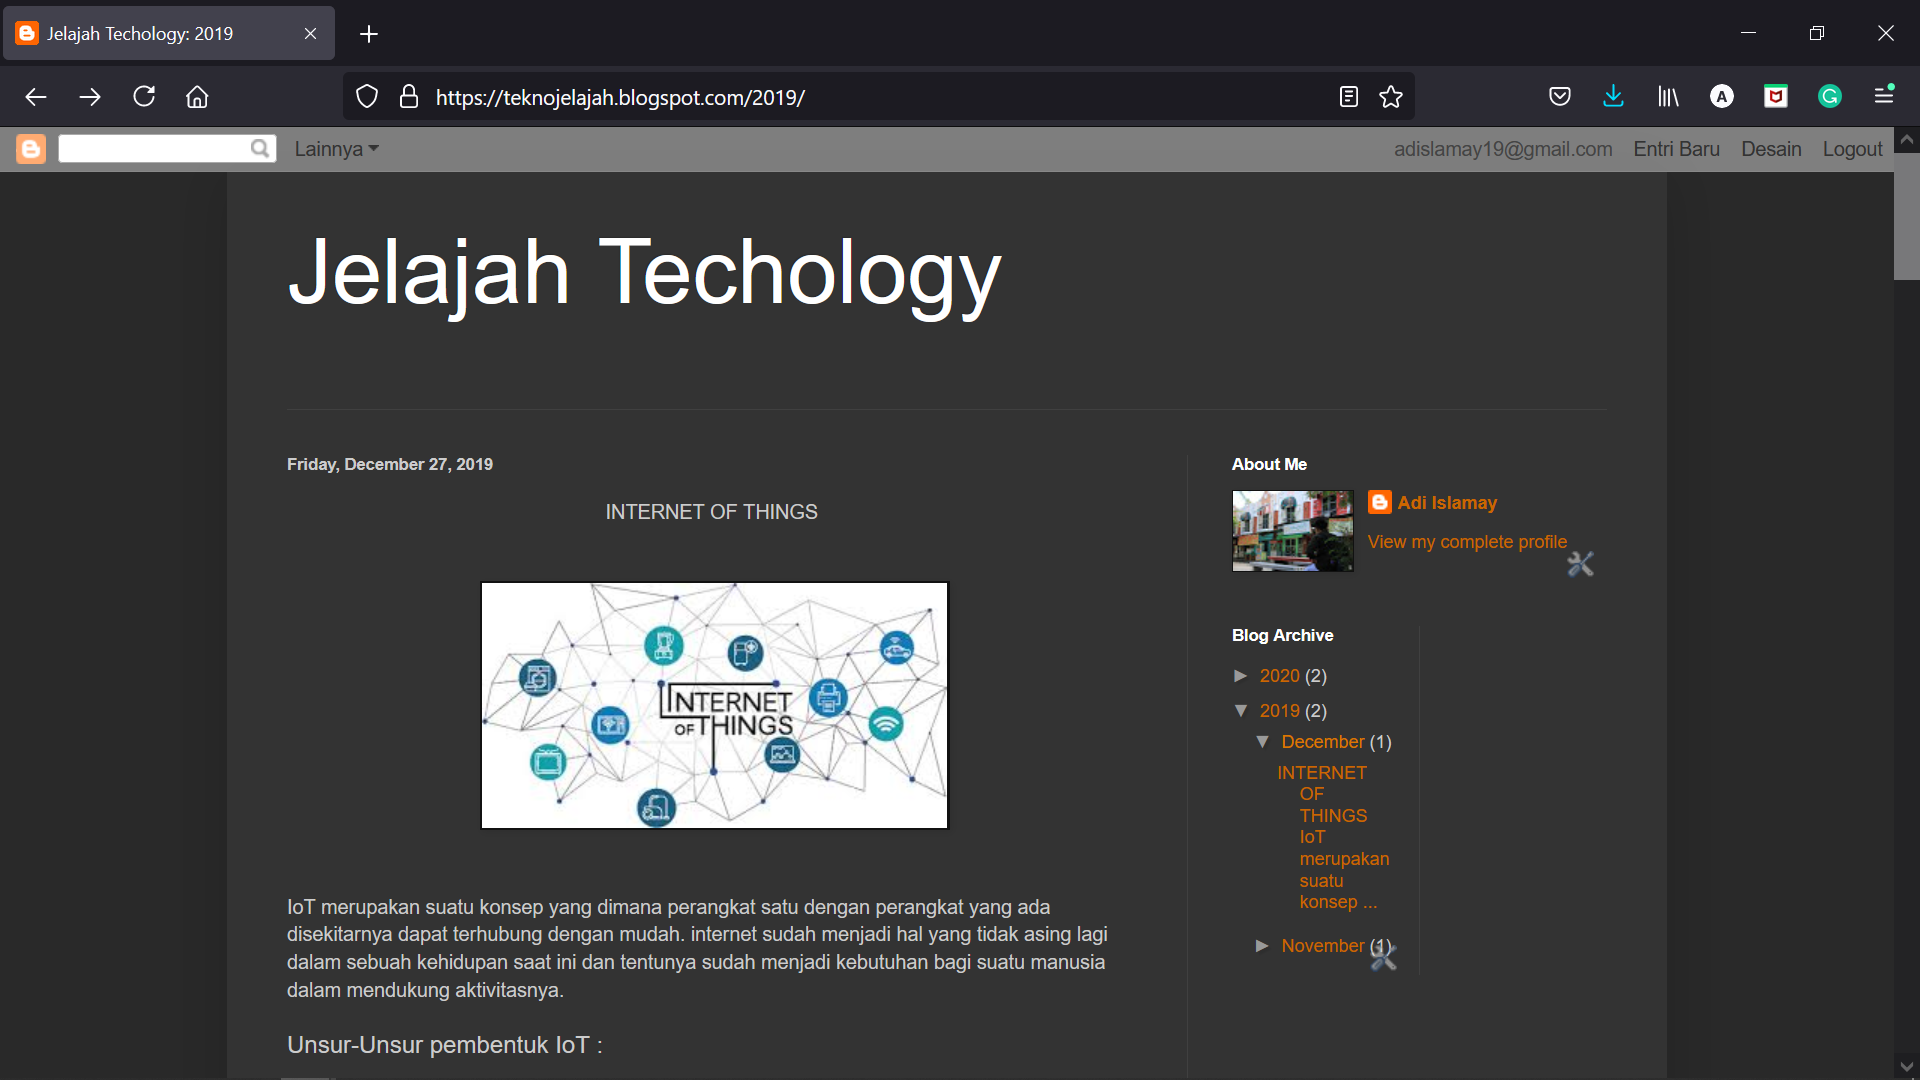 Jelajah Techology: 2019
https://teknojelajah.blogspot.com/2019/
Lainnya
adislamay19@gmail.com Entri Baru Desain Logout
Jelajah Techology
Friday, December 27, 2019
INTERNET OF THINGS
INTERNET
OF THINGS
IoT merupakan suatu konsep yang dimana perangkat satu dengan perangkat yang ada
disekitarnya dapat terhubung dengan mudah. internet sudah menjadi hal yang tidak asing lagi
dalam sebuah kehidupan saat ini dan tentunya sudah menjadi kebutuhan bagi suatu manusia
dalam mendukung aktivitasnya.
Unsur-Unsur pembentuk IoT :
About Me
Adi Islamay
View my complete profile
Blog Archive
► 2020 (2)
▼ 2019 (2)
▼ December (1)
INTERNET
OF
THINGS
IoT
merupakan
suatu
konsep ...
► November (1)